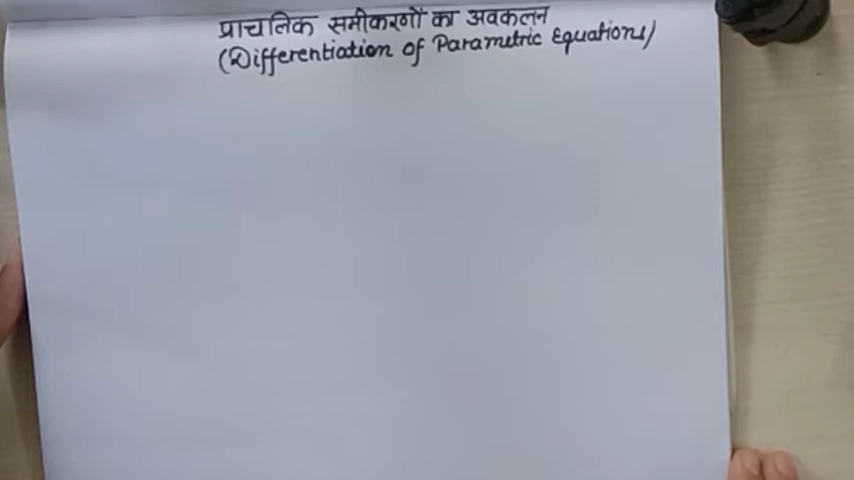 प्राचलिक समीकरणों का अवकलन
(Differentiation of Parametric Equations)